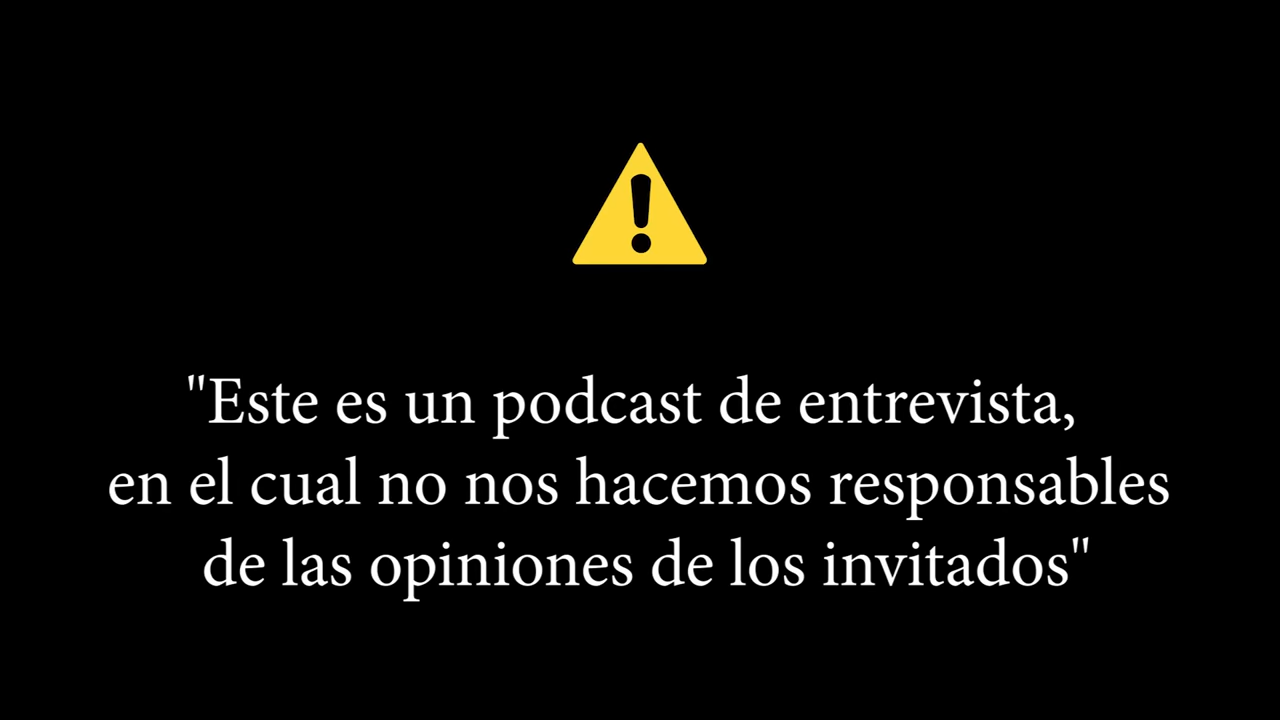 "Este es un podcast de entrevista,
en el cual no nos hacemos responsables
de las opiniones de los invitados"